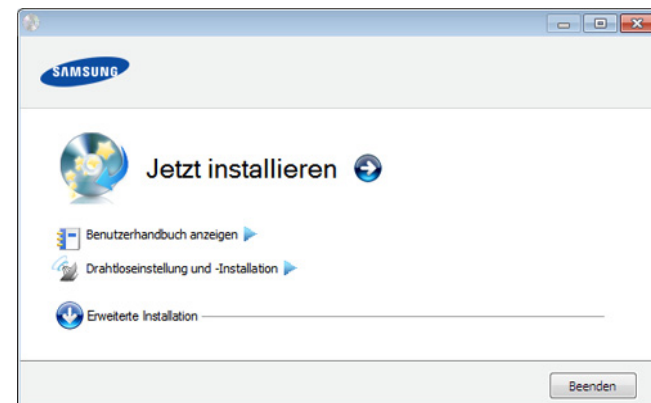 SAMSUNG
Jetzt installieren
Benutzerhandbuch anzeigen
Drahtloseinstellung und -Installation
Erweiterte Installation
Beenden